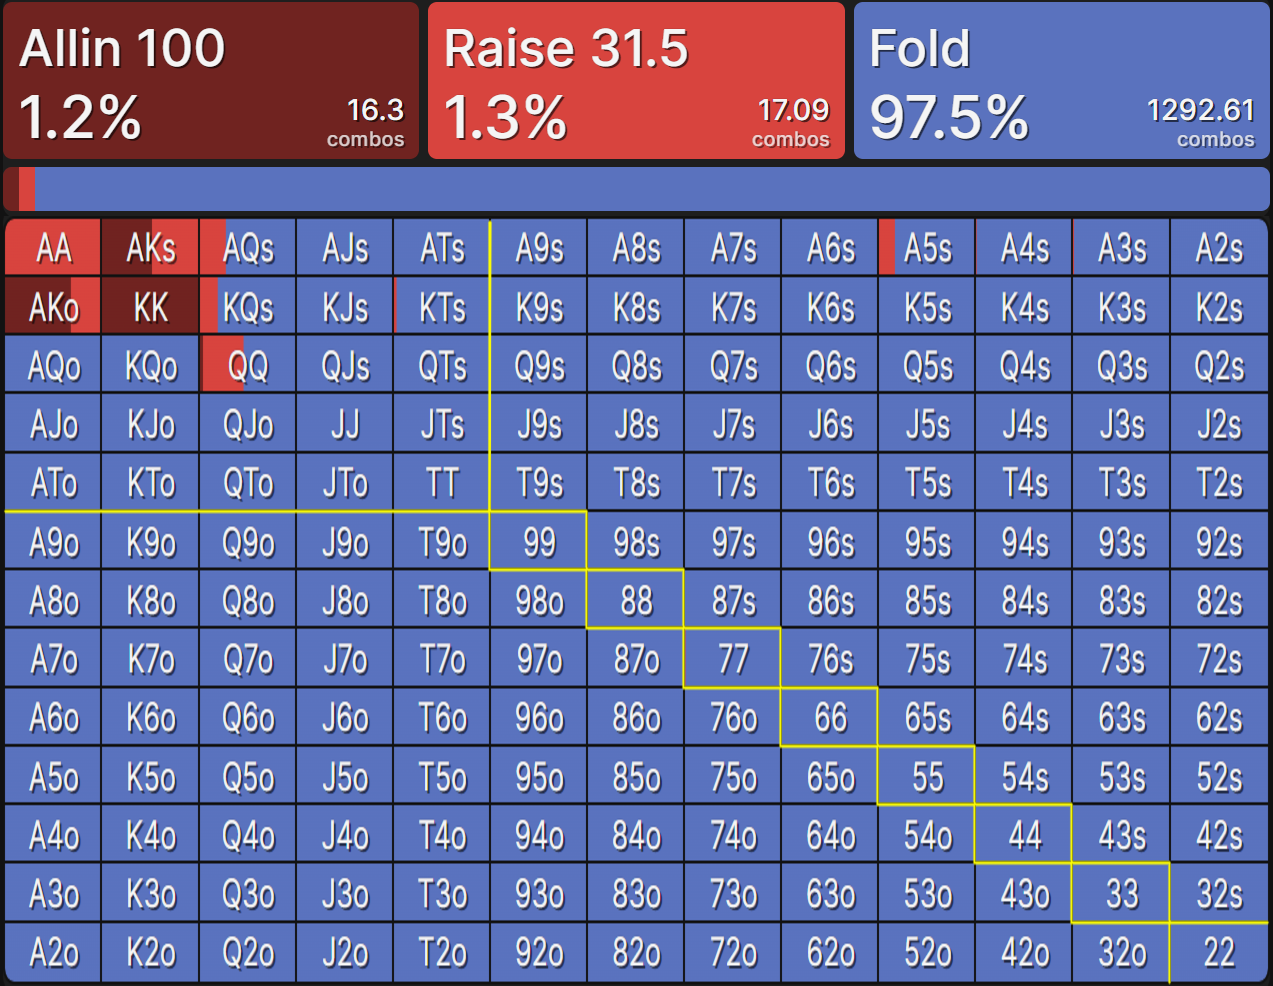 Allin 100 Raise 31.5 Fold
1.2% 16.3 combos 1.3% 17.09 combos 97.5% 1292.61 combos
AA AKs AQs AJs ATs A9s A8s A7s A6s A5s A4s A3s A2s
AKo KK KQs KJs KTs K9s K8s K7s K6s K5s K4s K3s K2s
AQo KQo QQ QJs QTs Q9s Q8s Q7s Q6s Q5s Q4s Q3s Q2s
AJo KJo QJo JJ JTs J9s J8s J7s J6s J5s J4s J3s J2s
ATo KTo QTo JTo TT T9s T8s T7s T6s T5s T4s T3s T2s
A9o K9o Q9o J9o T9o 99 98s 97s 96s 95s 94s 93s 92s
A8o K8o Q8o J8o T8o 98o 88 87s 86s 85s 84s 83s 82s
A7o K7o Q7o J7o T7o 97o 87o 77 76s 75s 74s 73s 72s
A6o K6o Q6o J6o T6o 96o 86o 76o 66 65s 64s 63s 62s
A5o K5o Q5o J5o T5o 95o 85o 75o 65o 55 54s 53s 52s
A4o K4o Q4o J4o T4o 94o 84o 74o 64o 54o 44 43s 42s
A3o K3o Q3o J3o T3o 93o 83o 73o 63o 53o 43o 33 32s
A2o K2o Q2o J2o T2o 92o 82o 72o 62o 52o 42o 32o 22